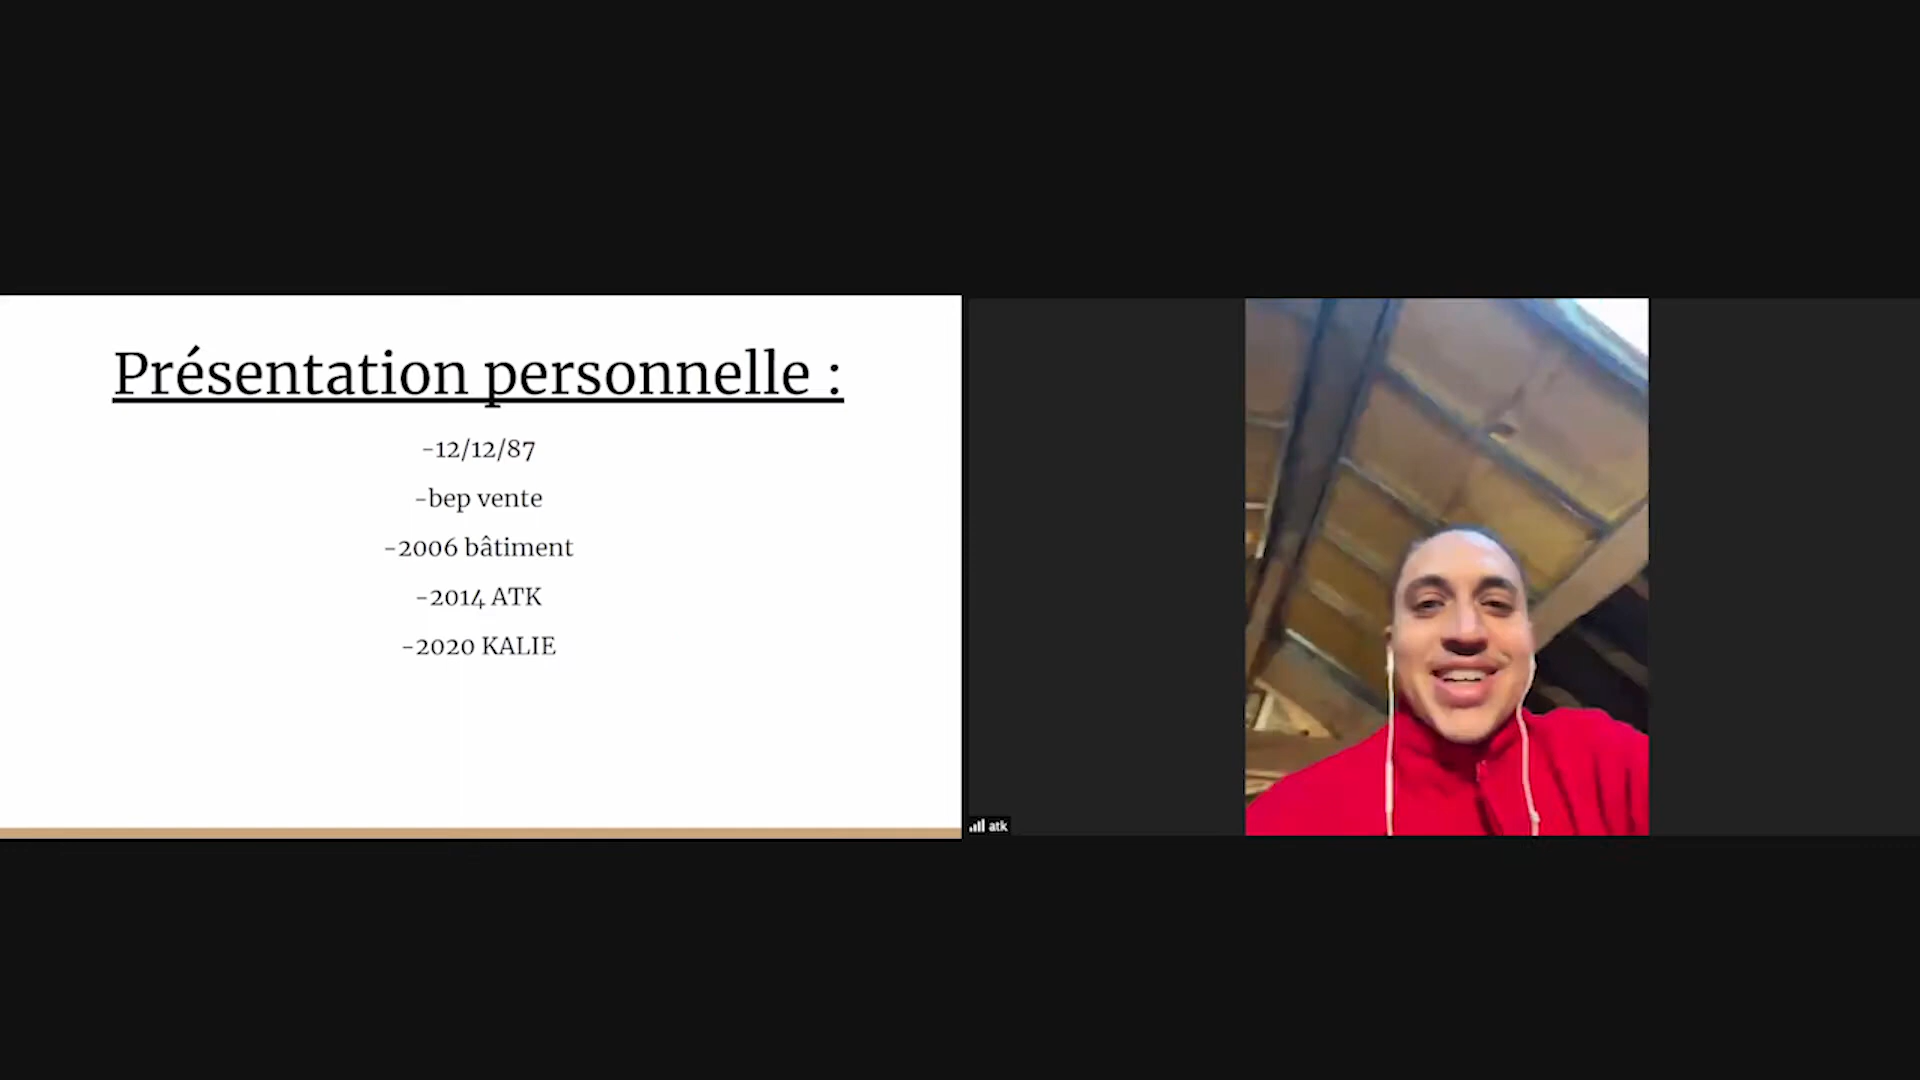 Présentation personnelle :
-12/12/87
-bep vente
-2006 bâtiment
-2014 ATK
-2020 KALIE
atk